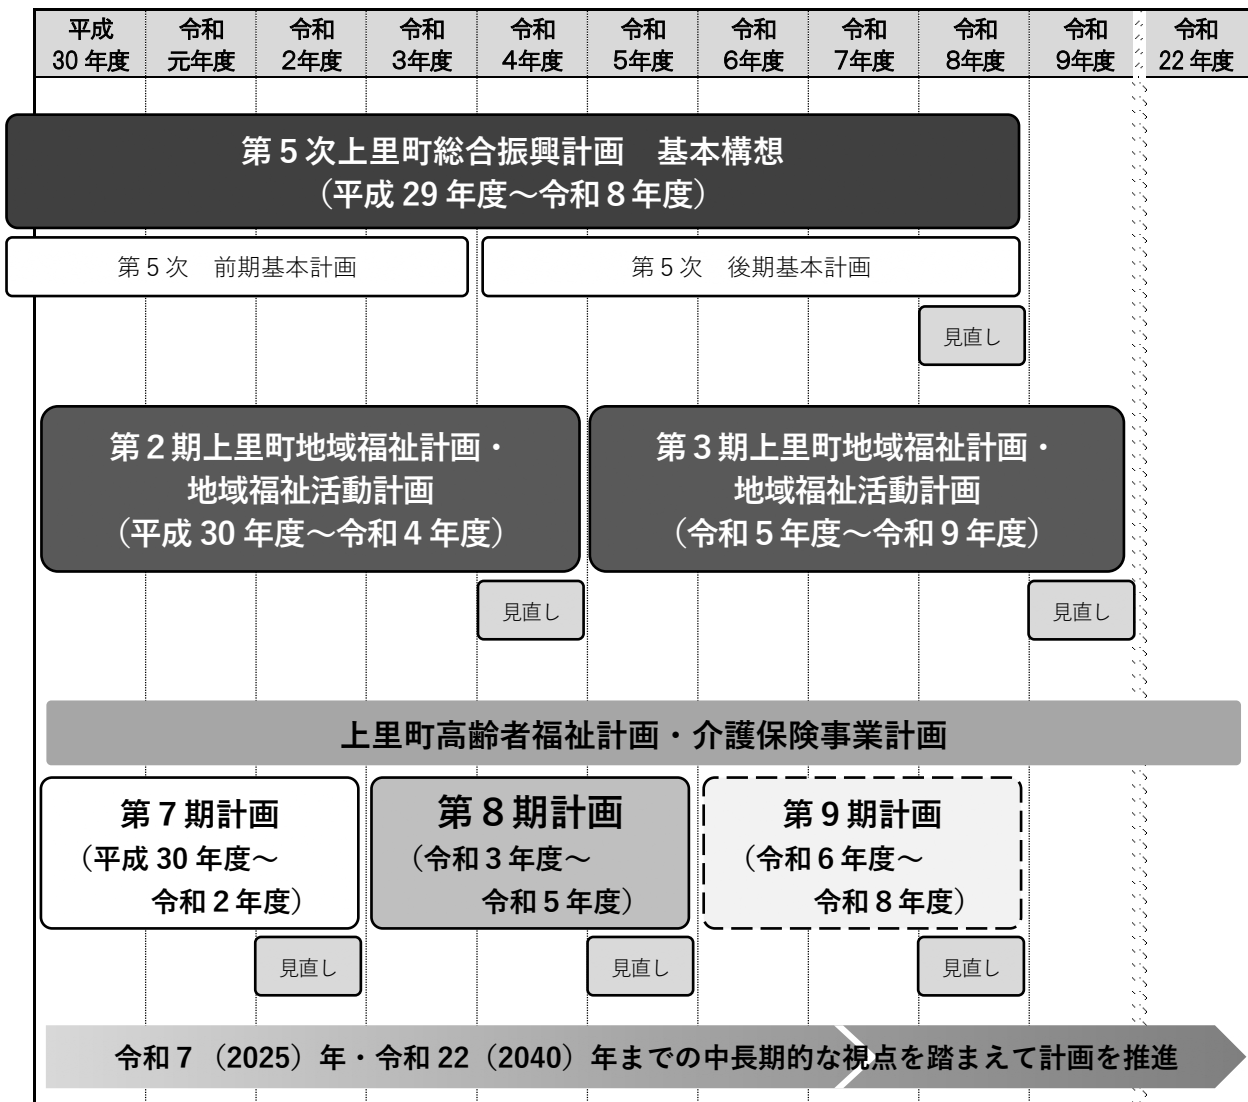 平成
30 年度
令和
元年度
令和
2年度
令和
3年度
令和
4年度
令和
5年度
令和
6年度
令和
7年度
令和
8年度
令和
9年度
令和
22 年度
第５次上里町総合振興計画　基本構想
（平成 29 年度～令和８年度）
第５次　前期基本計画
第５次　後期基本計画
見直し
第２期上里町地域福祉計画・
地域福祉活動計画
（平成 30 年度～令和４年度）
第３期上里町地域福祉計画・
地域福祉活動計画
（令和５年度～令和９年度）
見直し
見直し
上里町高齢者福祉計画・介護保険事業計画
第７期計画
（平成 30 年度～
令和２年度）
第８期計画
（令和３年度～
令和５年度）
第９期計画
（令和６年度～
令和８年度）
見直し
見直し
見直し
令和７（2025）年・令和 22（2040）年までの中長期的な視点を踏まえて計画を推進